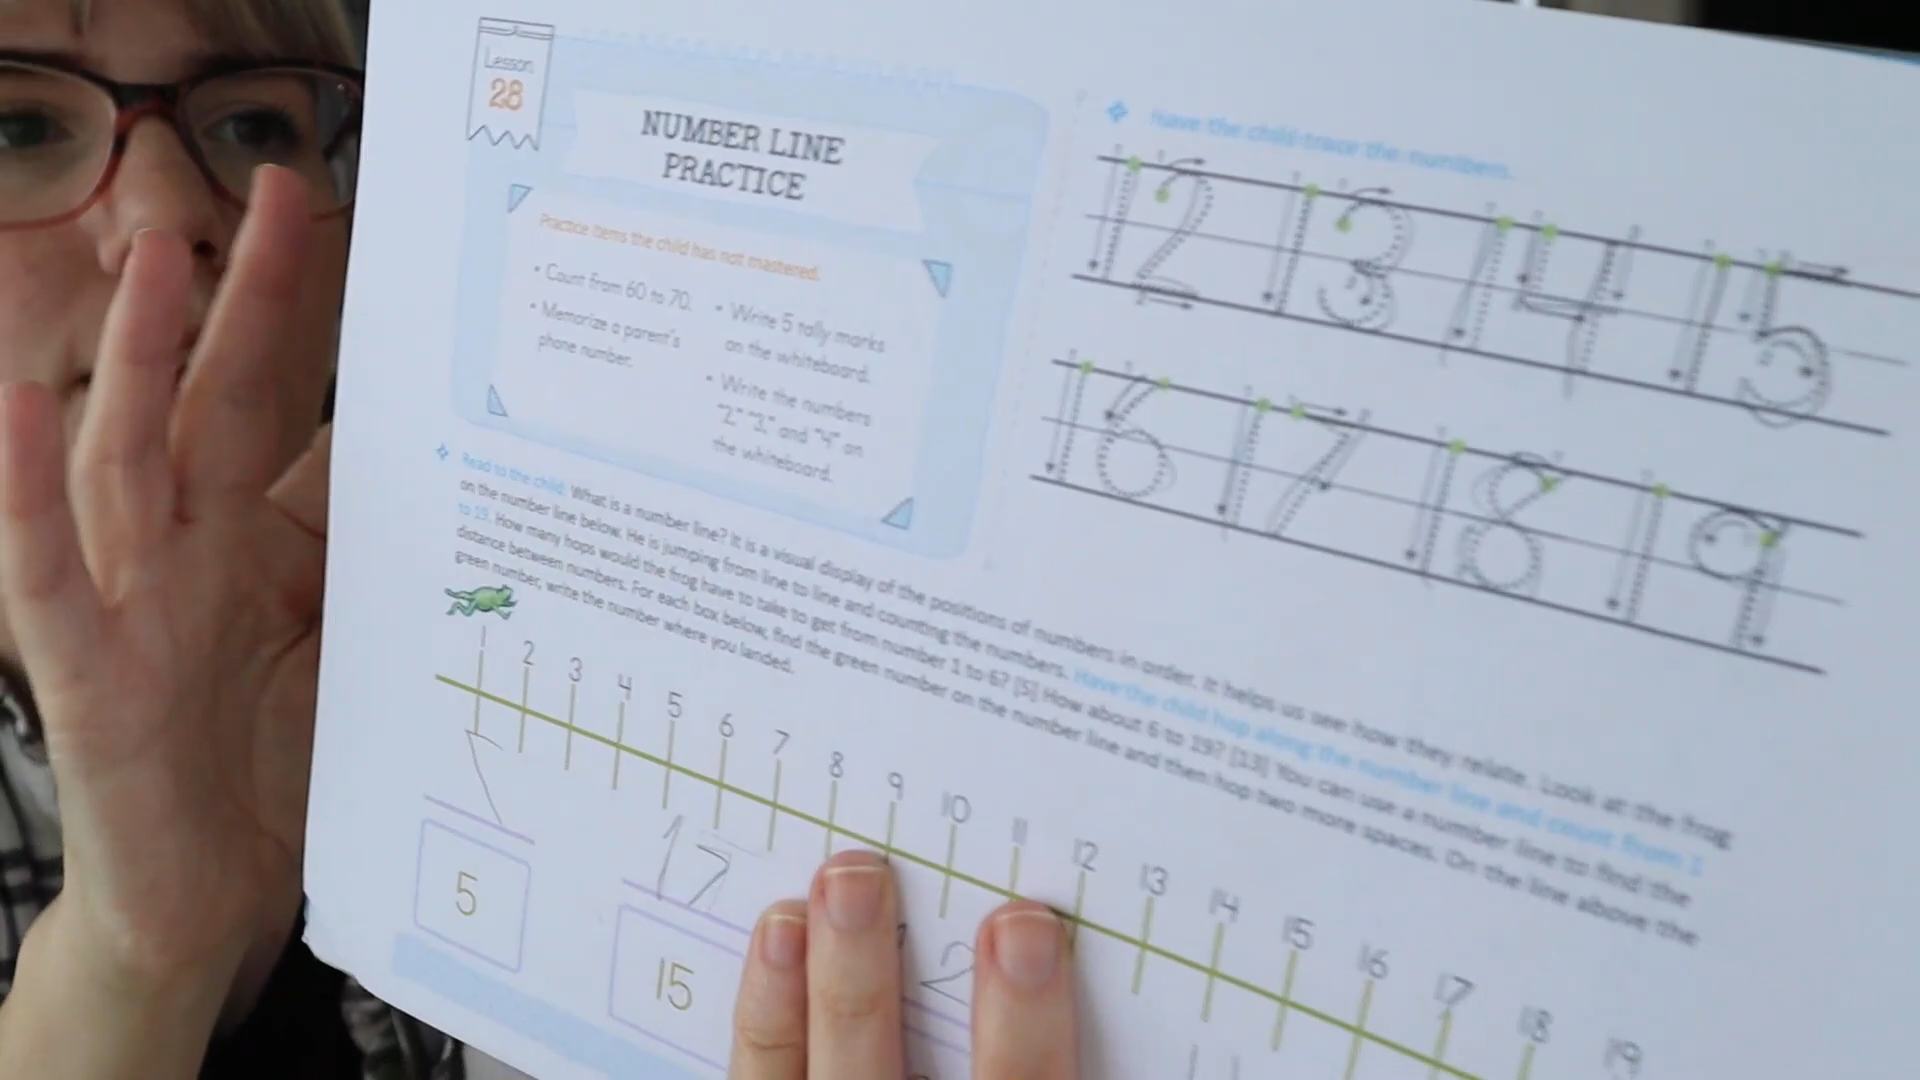 Lesson
28
NUMBER LINE
PRACTICE
Practice items the child has not mastered.
• Count from 60 to 70.
• Memorize a parent's
phone number.
• Write 5 tally marks
on the whiteboard.
• Write the numbers
"2," "3," and "4" on
the whiteboard.
Have the child trace the numbers.
12 13 14 15
16 17 18 19
Read to the child: What is a number line? It is a visual display of the positions of numbers in order. It helps us see how they relate. Look at the frog
on the number line below. He is jumping from line to line and counting the numbers. Have the child hop along the number line and count from 1
to 19. How many hops would the frog have to take to get from number 1 to 6? [5] How about 6 to 19? [13] You can use a number line to find the
distance between numbers. For each box below, find the green number on the number line and then hop two more spaces. On the line above the
green number, write the number where you landed.
1 2 3 4 5 6 7 8 9 10 11 12 13 14 15 16 17 18 19
7 17 12
5 15